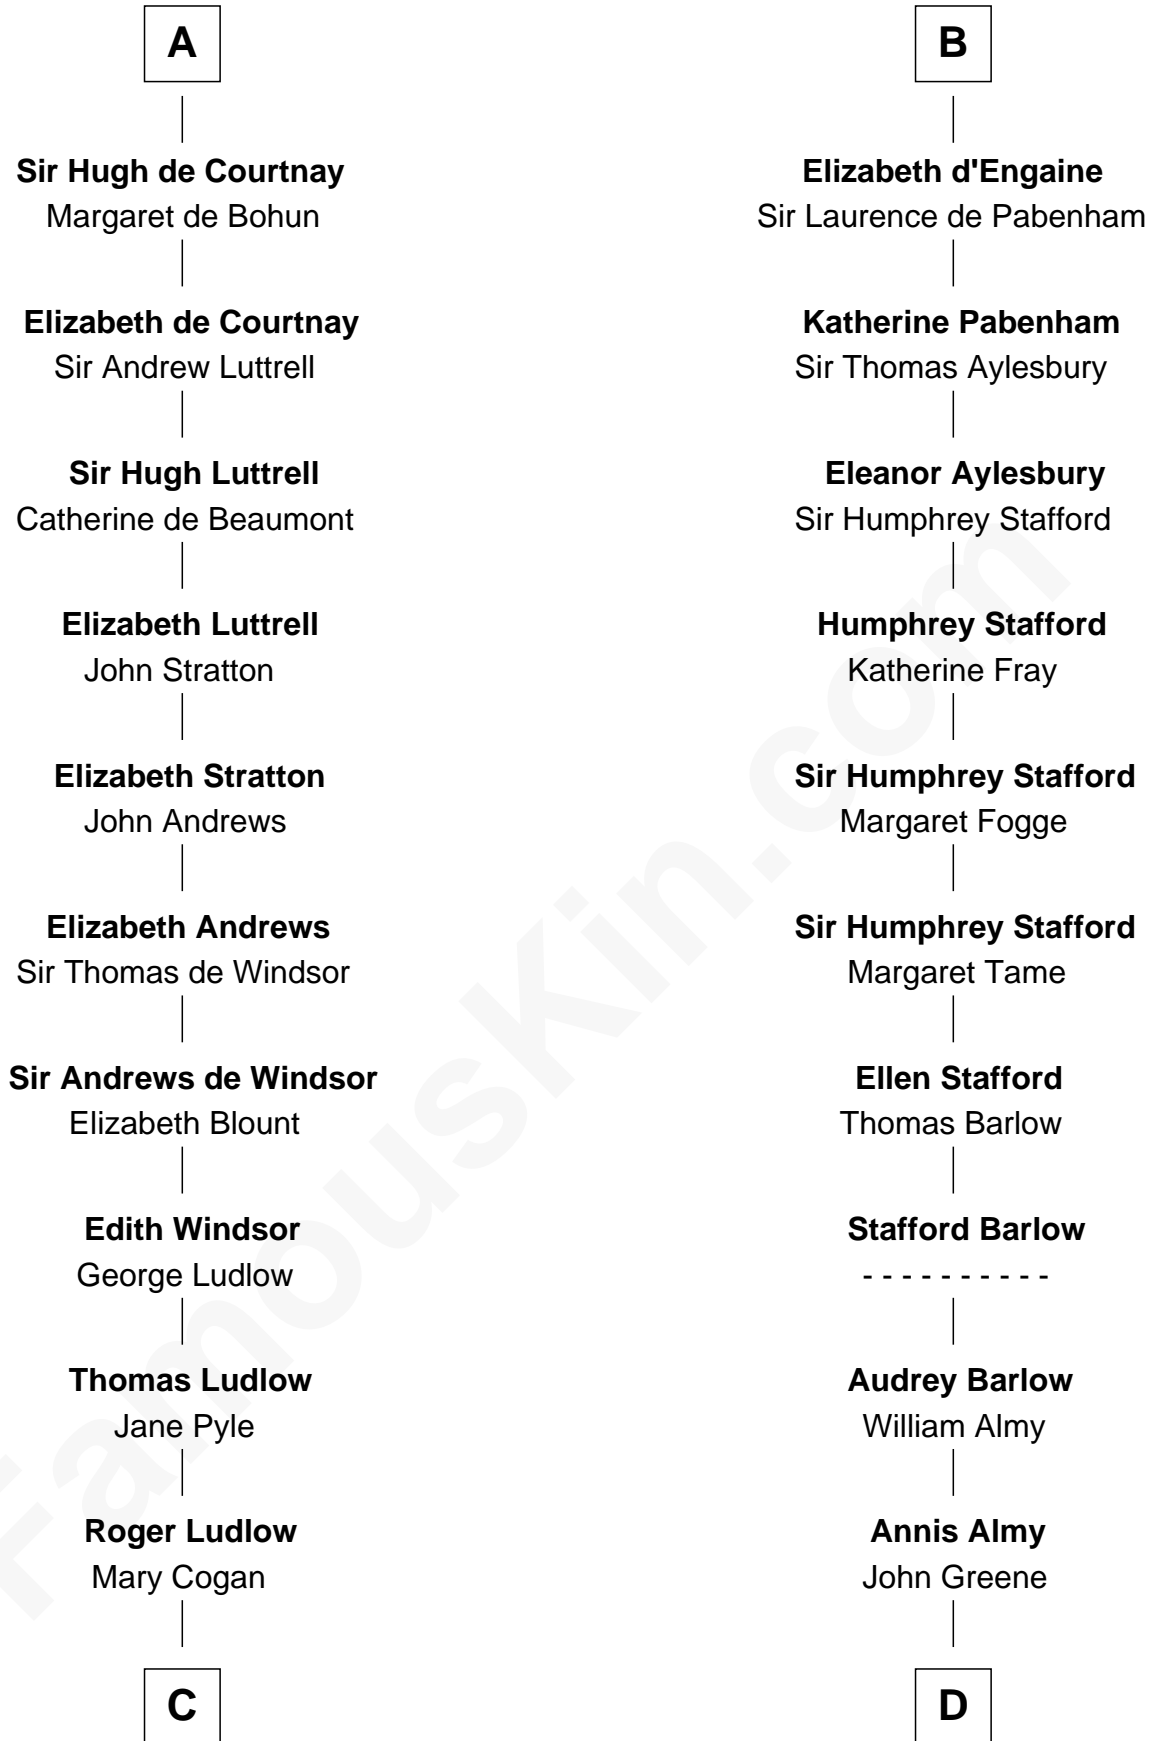 A
Sir Hugh de Courtnay
Margaret de Bohun
Elizabeth de Courtnay
Sir Andrew Luttrell
Sir Hugh Luttrell
Catherine de Beaumont
Elizabeth Luttrell
John Stratton
Elizabeth Stratton
John Andrews
Elizabeth Andrews
Sir Thomas de Windsor
Sir Andrews de Windsor
Elizabeth Blount
Edith Windsor
George Ludlow
Thomas Ludlow
Jane Pyle
Roger Ludlow
Mary Cogan
C
B
Elizabeth d'Engaine
Sir Laurence de Pabenham
Katherine Pabenham
Sir Thomas Aylesbury
Eleanor Aylesbury
Sir Humphrey Stafford
Humphrey Stafford
Katherine Fray
Sir Humphrey Stafford
Margaret Fogge
Sir Humphrey Stafford
Margaret Tame
Ellen Stafford
Thomas Barlow
Stafford Barlow
- - - - - - - - - -
Audrey Barlow
William Almy
Annis Almy
John Greene
D
FamousKin.com